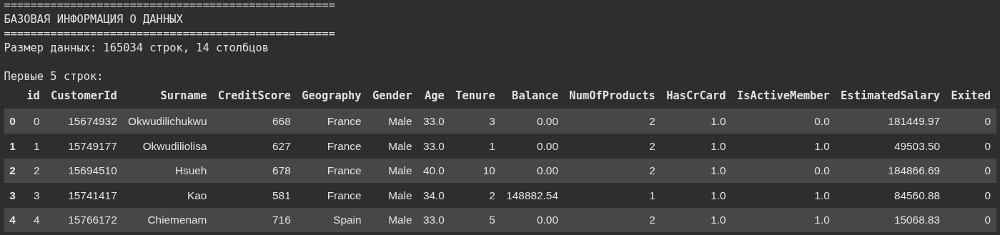 ==================================================
БАЗОВАЯ ИНФОРМАЦИЯ О ДАННЫХ
==================================================
Размер данных: 165034 строк, 14 столбцов
Первые 5 строк:
id CustomerId Surname CreditScore Geography Gender Age Tenure Balance NumOfProducts HasCrCard IsActiveMember EstimatedSalary Exited
0 0 15674932 Okwudilichukwu 668 France Male 33.0 3 0.00 2 1.0 0.0 181449.97 0
1 1 15749177 Okwudiliolisa 627 France Male 33.0 1 0.00 2 1.0 1.0 49503.50 0
2 2 15694510 Hsueh 678 France Male 40.0 10 0.00 2 1.0 0.0 184866.69 0
3 3 15741417 Kao 581 France Male 34.0 2 148882.54 1 1.0 1.0 84560.88 0
4 4 15766172 Chiemenam 716 Spain Male 33.0 5 0.00 2 1.0 1.0 15068.83 0